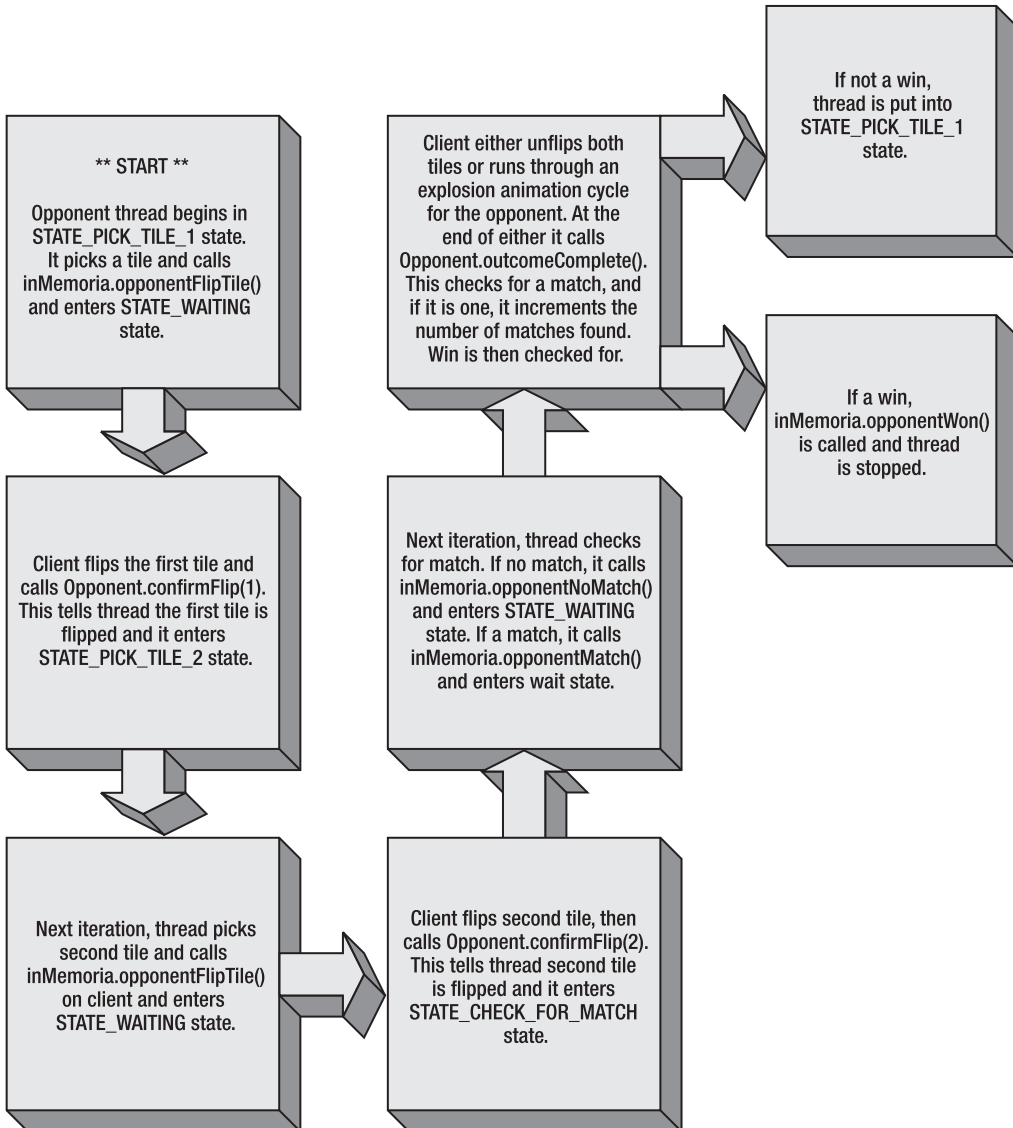 ** START **
Opponent thread begins in
STATE_PICK_TILE_1 state.
It picks a tile and calls
inMemoria.opponentFlipTile()
and enters STATE_WAITING
state.
Client flips the first tile and
calls Opponent.confirmFlip(1).
This tells thread the first tile is
flipped and it enters
STATE_PICK_TILE_2 state.
Next iteration, thread picks
second tile and calls
inMemoria.opponentFlipTile()
on client and enters
STATE_WAITING state.
Client flips second tile, then
calls Opponent.confirmFlip(2).
This tells thread second tile
is flipped and it enters
STATE_CHECK_FOR_MATCH
state.
Next iteration, thread checks
for match. If no match, it calls
inMemoria.opponentNoMatch()
and enters STATE_WAITING
state. If a match, it calls
inMemoria.opponentMatch()
and enters wait state.
Client either unflips both
tiles or runs through an
explosion animation cycle
for the opponent. At the
end of either it calls
Opponent.outcomeComplete().
This checks for a match, and
if it is one, it increments the
number of matches found.
Win is then checked for.
If not a win,
thread is put into
STATE_PICK_TILE_1
state.
If a win,
inMemoria.opponentWon()
is called and thread
is stopped.